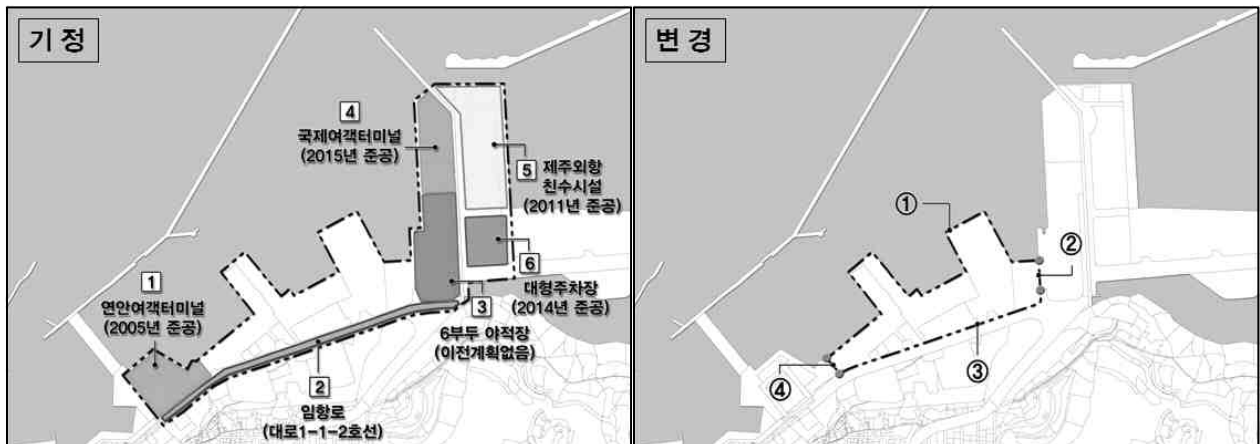 기 정
4
국제여객터미널
(2015년 준공)
5 제주외항
친수시설
(2011년 준공)
1
연안여객터미널
(2005년 준공)
6
대형주차장
(2014년 준공)
3
6부두 야적장
(이전계획없음)
2
임항로
(대로1-1-2호선)
변 경
①
②
③
④